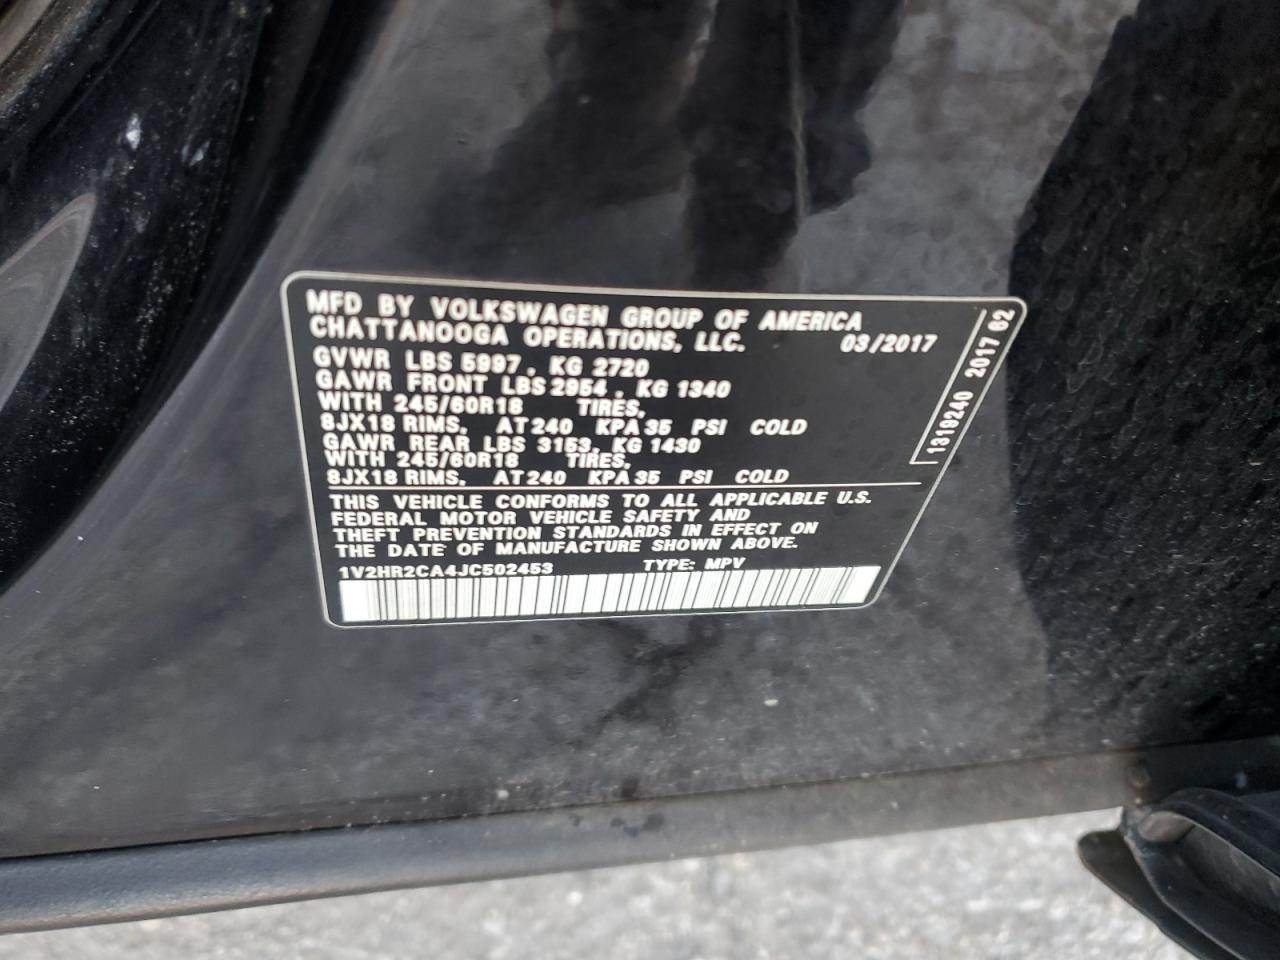 MFD BY VOLKSWAGEN GROUP OF AMERICA
CHATTANOOGA OPERATIONS, LLC. 03/2017
GVWR LBS 5997, KG 2720
GAWR FRONT LBS 2954, KG 1340
WITH 245/60R18 TIRES,
8JX18 RIMS, AT 240 KPA 35 PSI COLD
GAWR REAR LBS 3153, KG 1430
WITH 245/60R18 TIRES,
8JX18 RIMS, AT 240 KPA 35 PSI COLD
THIS VEHICLE CONFORMS TO ALL APPLICABLE U.S.
FEDERAL MOTOR VEHICLE SAFETY AND
THEFT PREVENTION STANDARDS IN EFFECT ON
THE DATE OF MANUFACTURE SHOWN ABOVE.
1V2HR2CA4JC502453 TYPE: MPV
1319240 2017 62